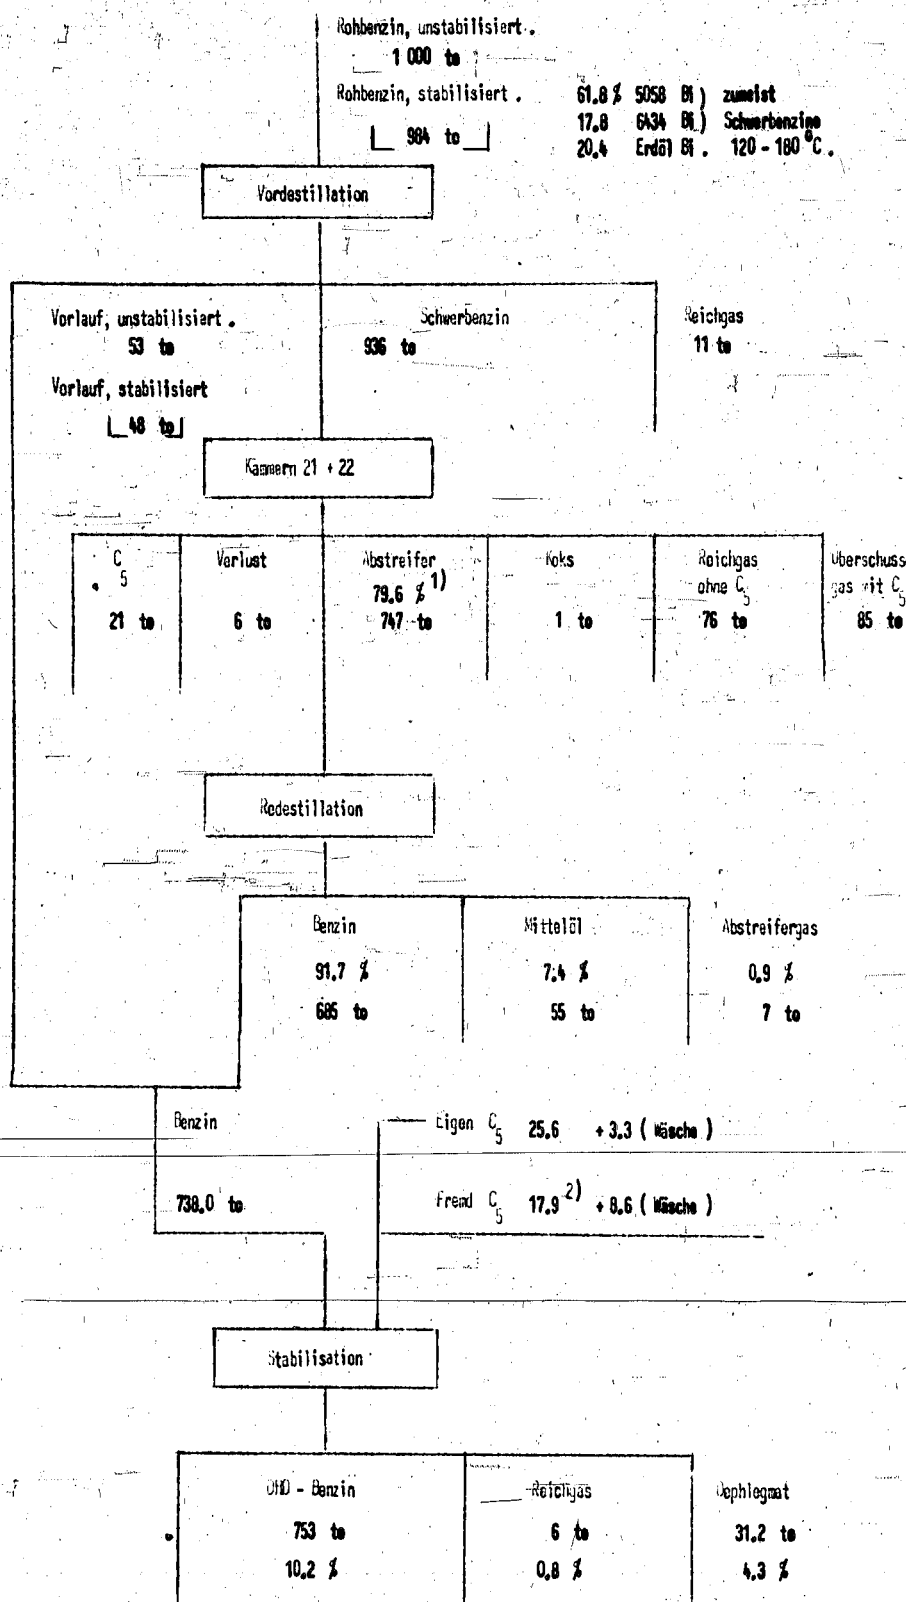 Rohbenzin, unstabilisiert.
1 000 to
Rohbenzin, stabilisiert.
984 to
61.8 % 5058 Bi ) zumeist
17.8 6434 Bi.) Schwerbenzine
20.4 Erdöl Bi. 120 - 180 °C.
Vordestillation
Vorlauf, unstabilisiert.
53 to
Vorlauf, stabilisiert
48 to
Schwerbenzin
936 to
Reichgas
11 to
Kammern 21 + 22
C5
21 to
Verlust
6 to
Abstreifer
79.6 % 1)
747 to
Koks
1 to
Reichgas
ohne C5
76 to
Überschuss
gas mit C5
85 to
Redestillation
Benzin
91.7 %
685 to
Mittelöl
7.4 %
55 to
Abstreifergas
0.9 %
7 to
Benzin
738.0 to
Eigen C5 25.6 + 3.3 ( Wäsche )
Fremd C5 17.9 2) + 8.6 ( Wäsche )
Stabilisation
DHD - Benzin
753 to
10.2 %
Reichgas
6 to
0.8 %
Dephlegmat
31.2 to
4.3 %